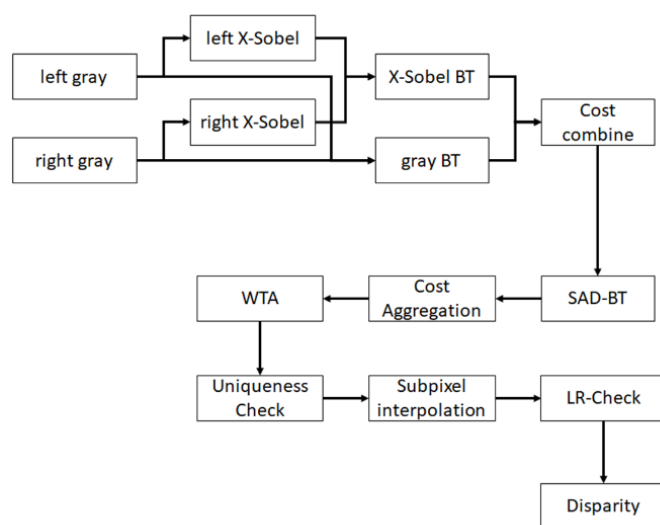 left X-Sobel
left gray
X-Sobel BT
right X-Sobel
Cost
combine
right gray
gray BT
WTA
Cost
Aggregation
SAD-BT
Uniqueness
Check
Subpixel
interpolation
LR-Check
Disparity